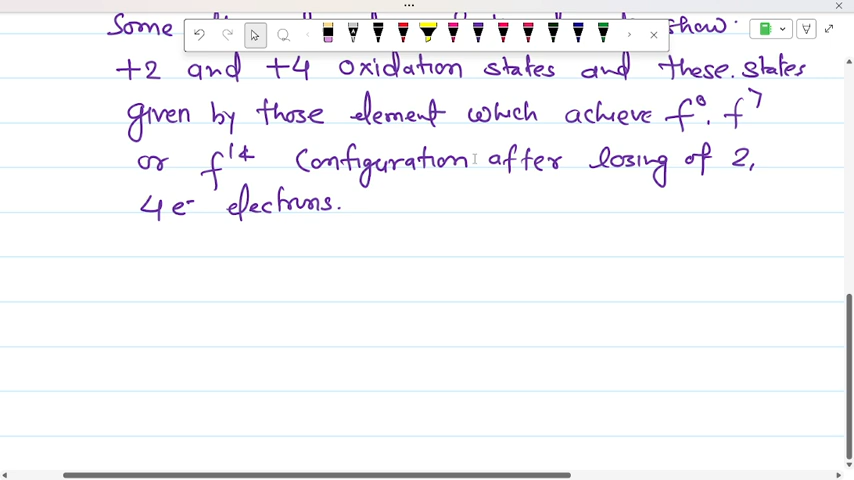 Some show.
+2 and +4 oxidation states and these. states
given by those element which achieve f⁰, f⁷
or f¹⁴ Configuration after losing of 2,
4 e⁻ electrons.